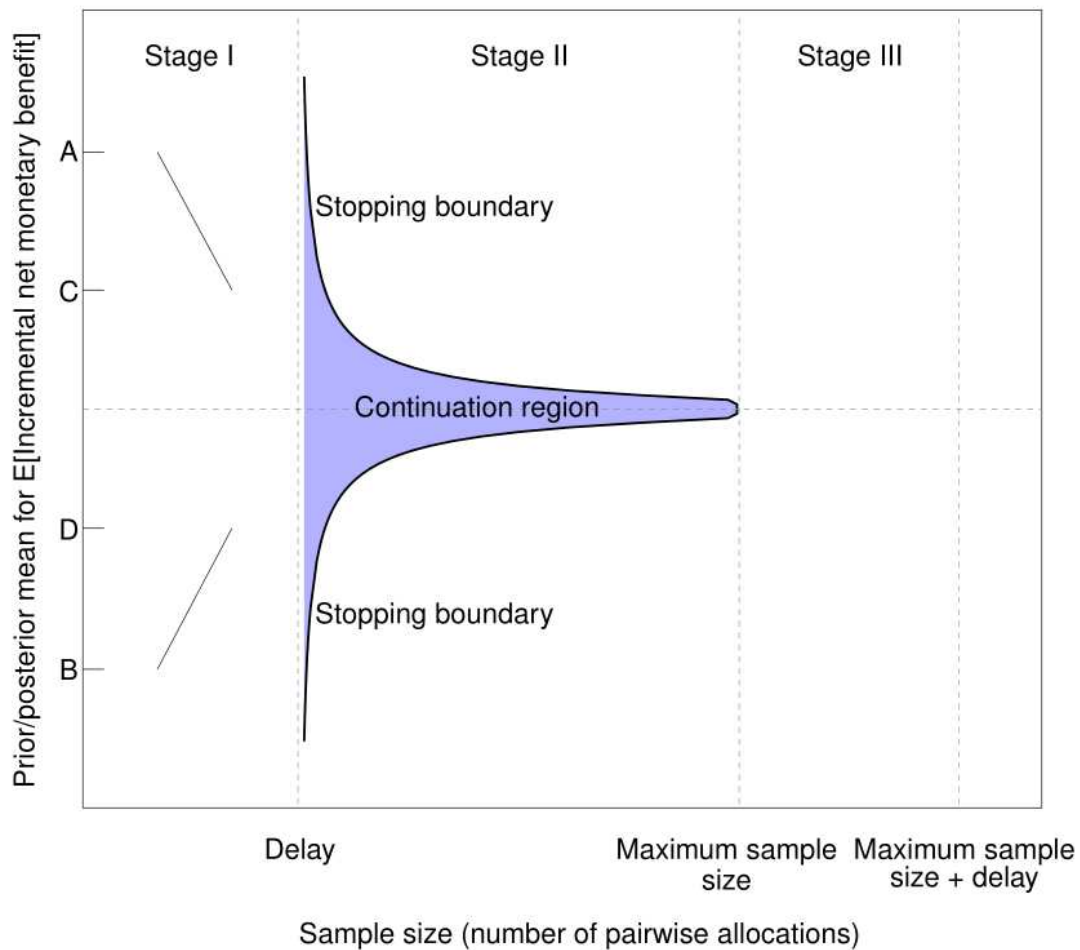 Prior/posterior mean for E[Incremental net monetary benefit]
Stage I
Stage II
Stage III
A
Stopping boundary
C
Continuation region
D
Stopping boundary
B
Delay
Maximum sample
size
Maximum sample
size + delay
Sample size (number of pairwise allocations)